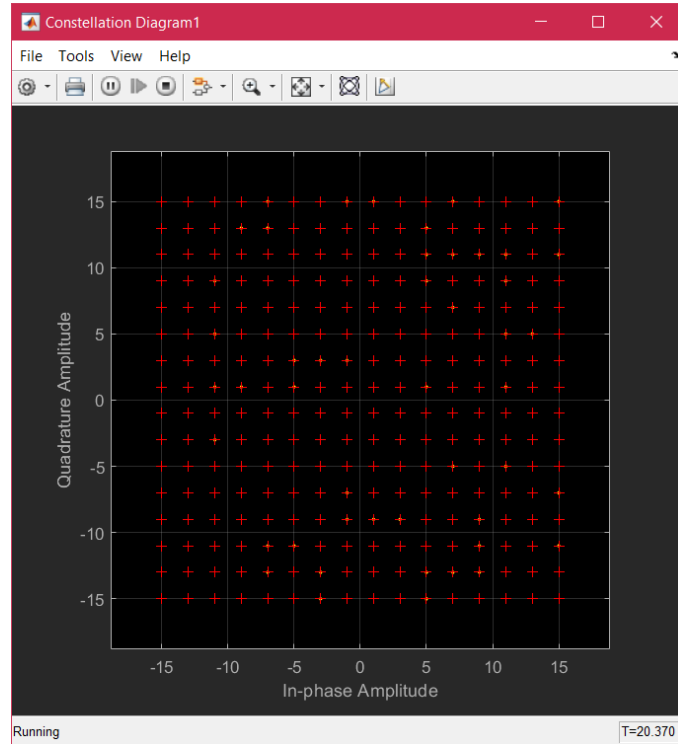 Constellation Diagram1
File Tools View Help
15
10
5
0
-5
-10
-15
Quadrature Amplitude
-15 -10 -5 0 5 10 15
In-phase Amplitude
Running T=20.370